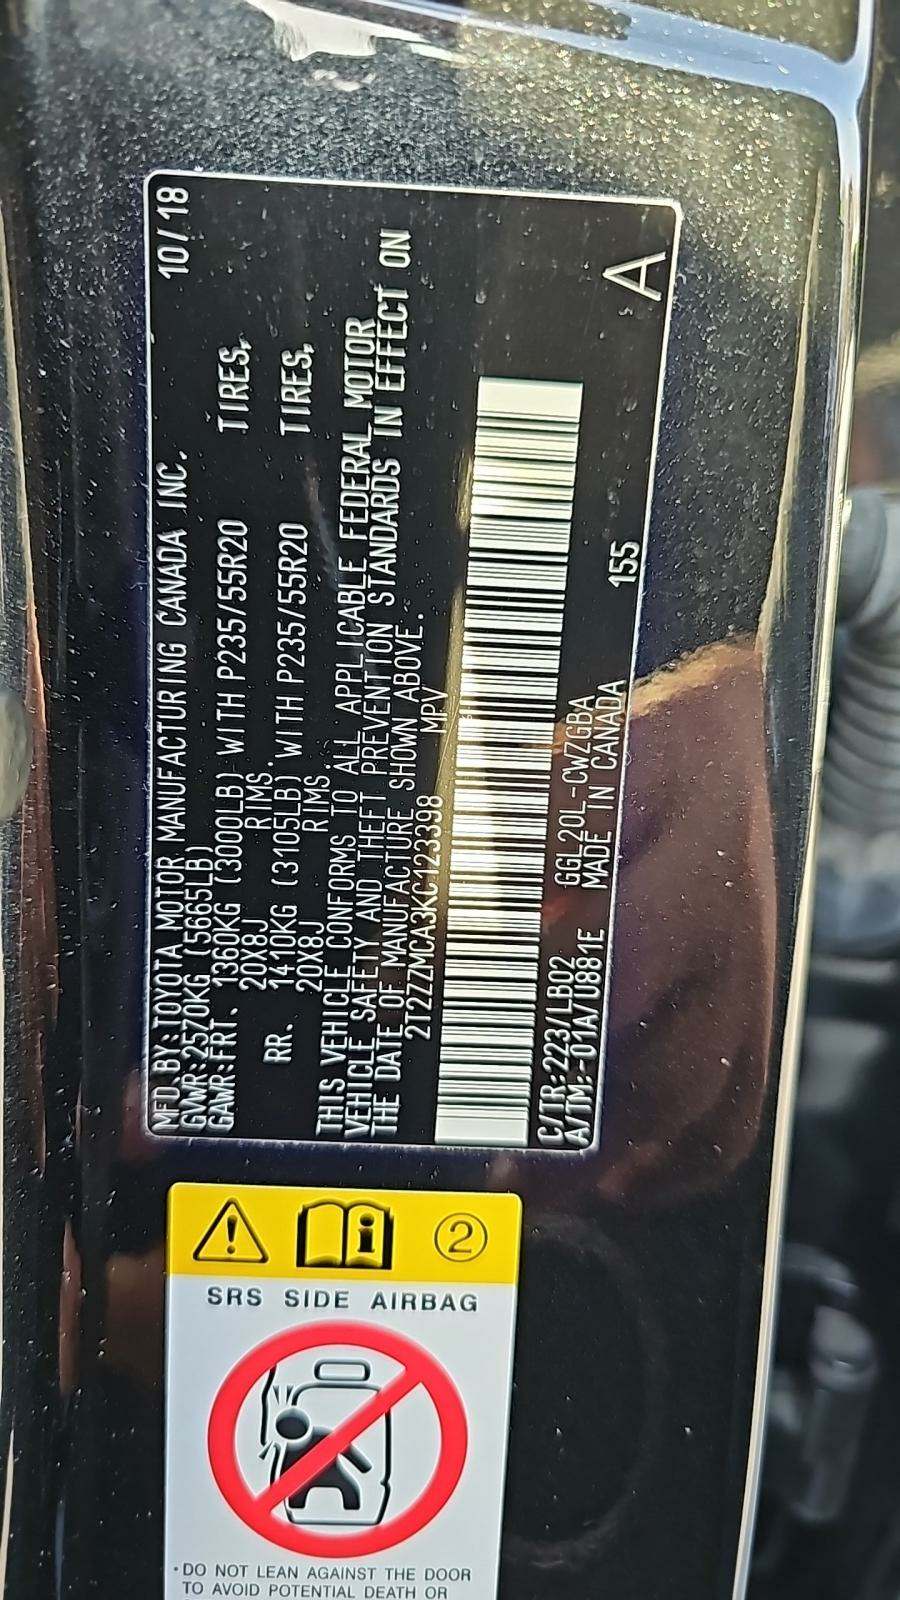 MFD.BY:TOYOTA MOTOR MANUFACTURING CANADA INC. 10/18
GVWR:2570KG (5665LB)
GAWR:FRT. 1360KG (3000LB) WITH P235/55R20 TIRES,
20X8J RIMS.
RR. 1410KG (3105LB) WITH P235/55R20 TIRES,
20X8J RIMS.
THIS VEHICLE CONFORMS TO ALL APPLICABLE FEDERAL MOTOR
VEHICLE SAFETY AND THEFT PREVENTION STANDARDS IN EFFECT ON
THE DATE OF MANUFACTURE SHOWN ABOVE.
2T2ZZMCA3KC123398 MPV
C/TR:223/LB02 GGL20L-CWZGBA
A/TM:-01A/U881E MADE IN CANADA 155
A
2
SRS SIDE AIRBAG
·DO NOT LEAN AGAINST THE DOOR
TO AVOID POTENTIAL DEATH OR